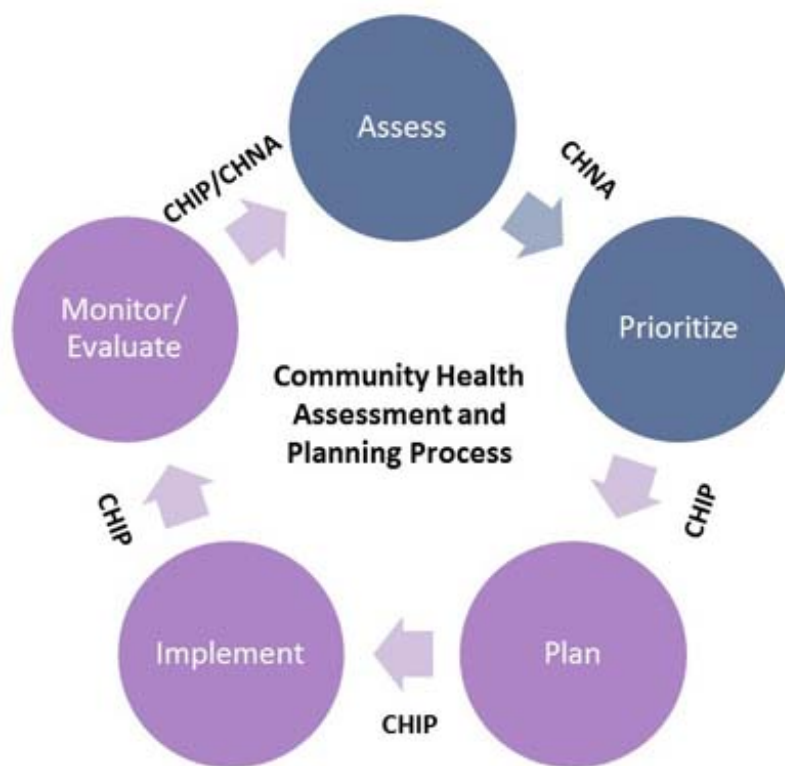 Assess
CHNA
Prioritize
CHIP
Plan
CHIP
Implement
CHIP
Monitor/
Evaluate
CHIP/CHNA
Community Health
Assessment and
Planning Process